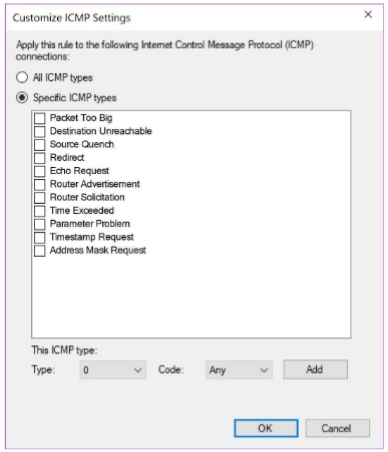 Customize ICMP Settings
Apply this rule to the following Internet Control Message Protocol (ICMP)
connections:
All ICMP types
Specific ICMP types
Packet Too Big
Destination Unreachable
Source Quench
Redirect
Echo Request
Router Advertisement
Router Solicitation
Time Exceeded
Parameter Problem
Timestamp Request
Address Mask Request
This ICMP type:
Type: 0 Code: Any Add
OK Cancel